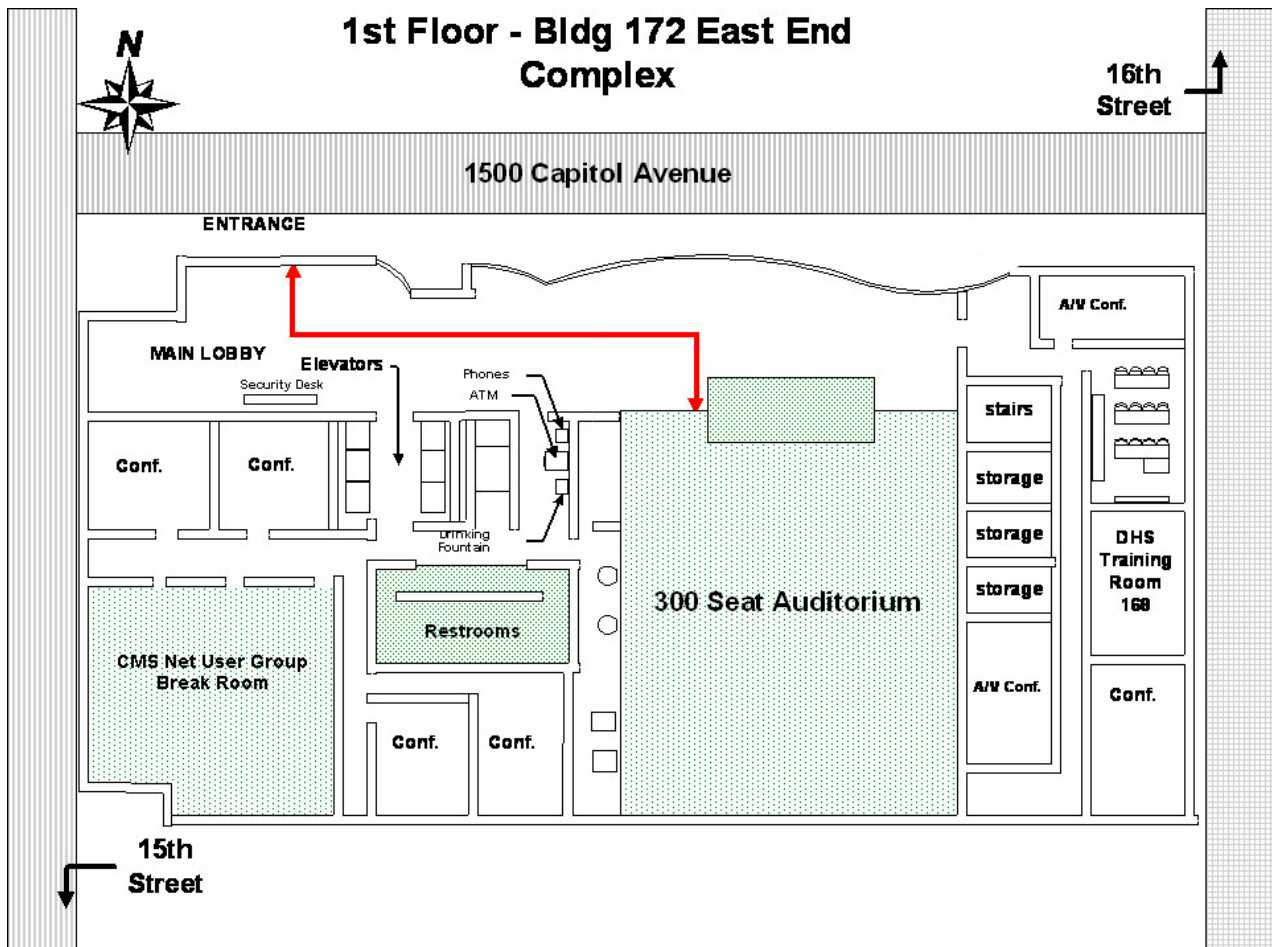 1st Floor - Bldg 172 East End
Complex
N
16th
Street
1500 Capitol Avenue
ENTRANCE
A/V Conf.
MAIN LOBBY
Elevators
Security Desk
Phones
ATM
stairs
Conf.
Conf.
storage
Drinking
Fountain
storage
DHS
Training
Room
168
storage
300 Seat Auditorium
Restrooms
CMS Net User Group
Break Room
A/V Conf.
Conf.
Conf.
Conf.
15th
Street